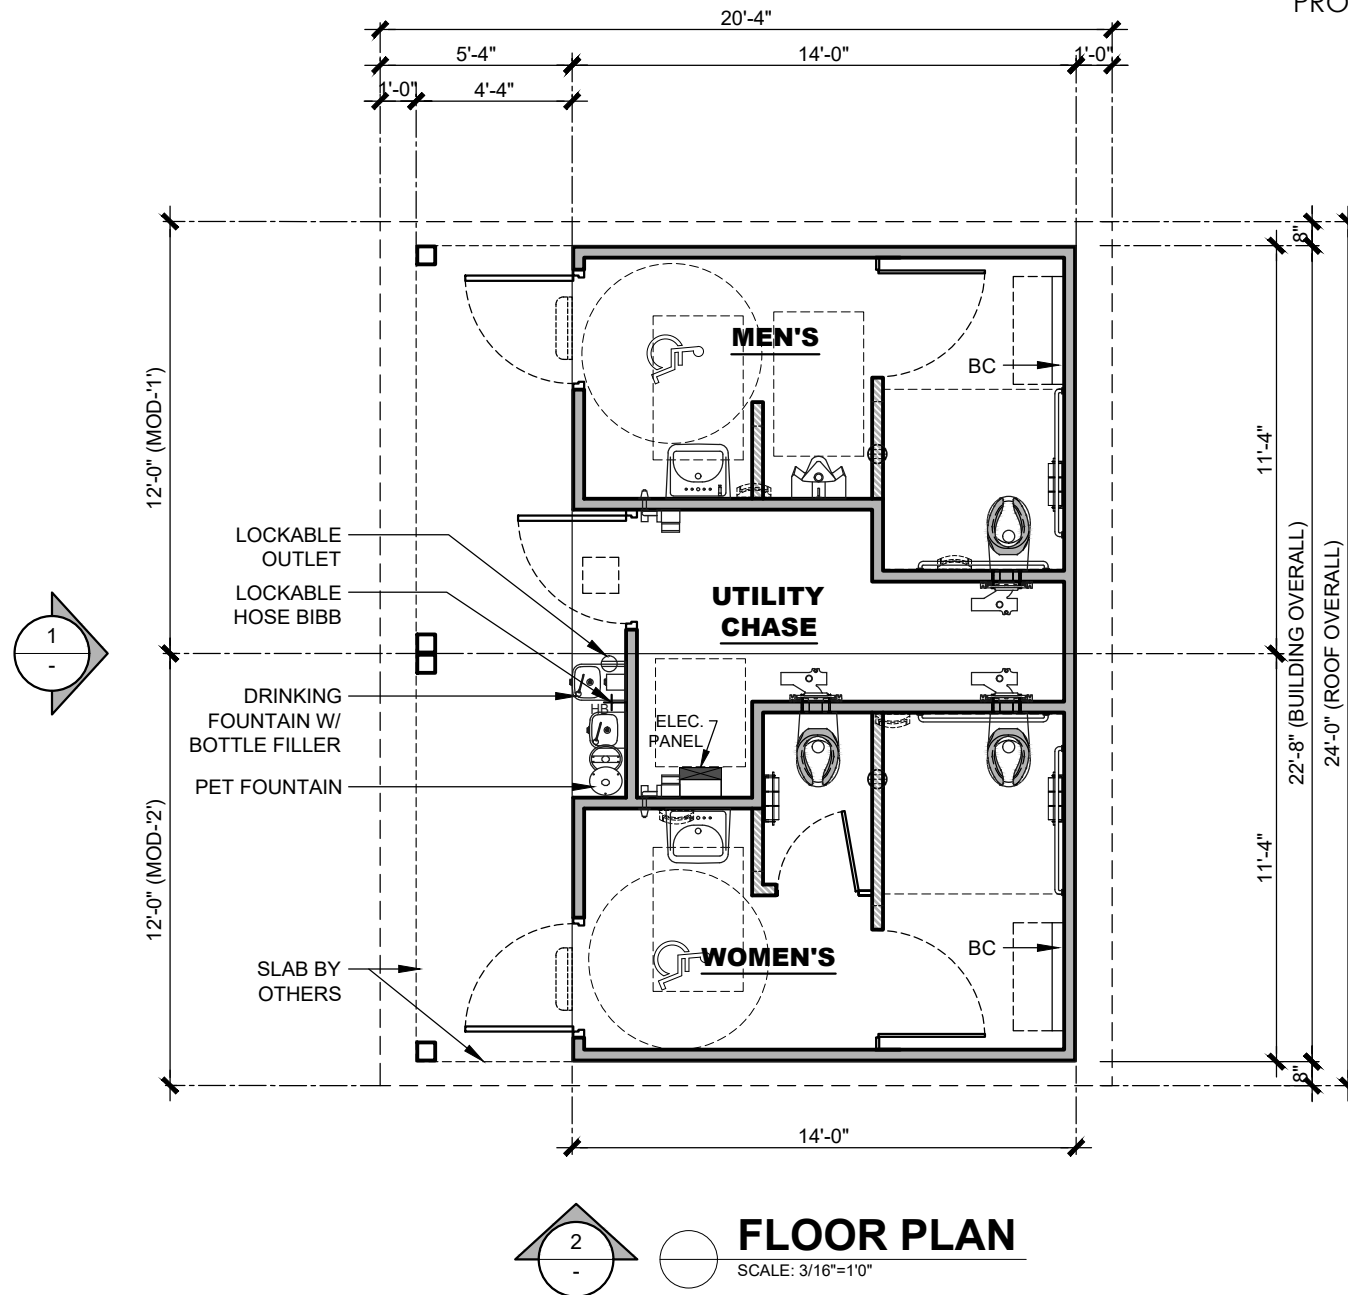 PRO
20'-4"
5'-4"
14'-0"
1'-0"
1'-0"
4'-4"
8"
12'-0" (MOD-'1')
MEN'S
BC
11'-4"
LOCKABLE
OUTLET
LOCKABLE
HOSE BIBB
UTILITY
CHASE
22'-8" (BUILDING OVERALL)
24'-0" (ROOF OVERALL)
1
-
DRINKING
FOUNTAIN W/
BOTTLE FILLER
HB
ELEC.
PANEL
PET FOUNTAIN
12'-0" (MOD-'2')
11'-4"
WOMEN'S
BC
SLAB BY
OTHERS
8"
14'-0"
2
-
FLOOR PLAN
SCALE: 3/16"=1'0"